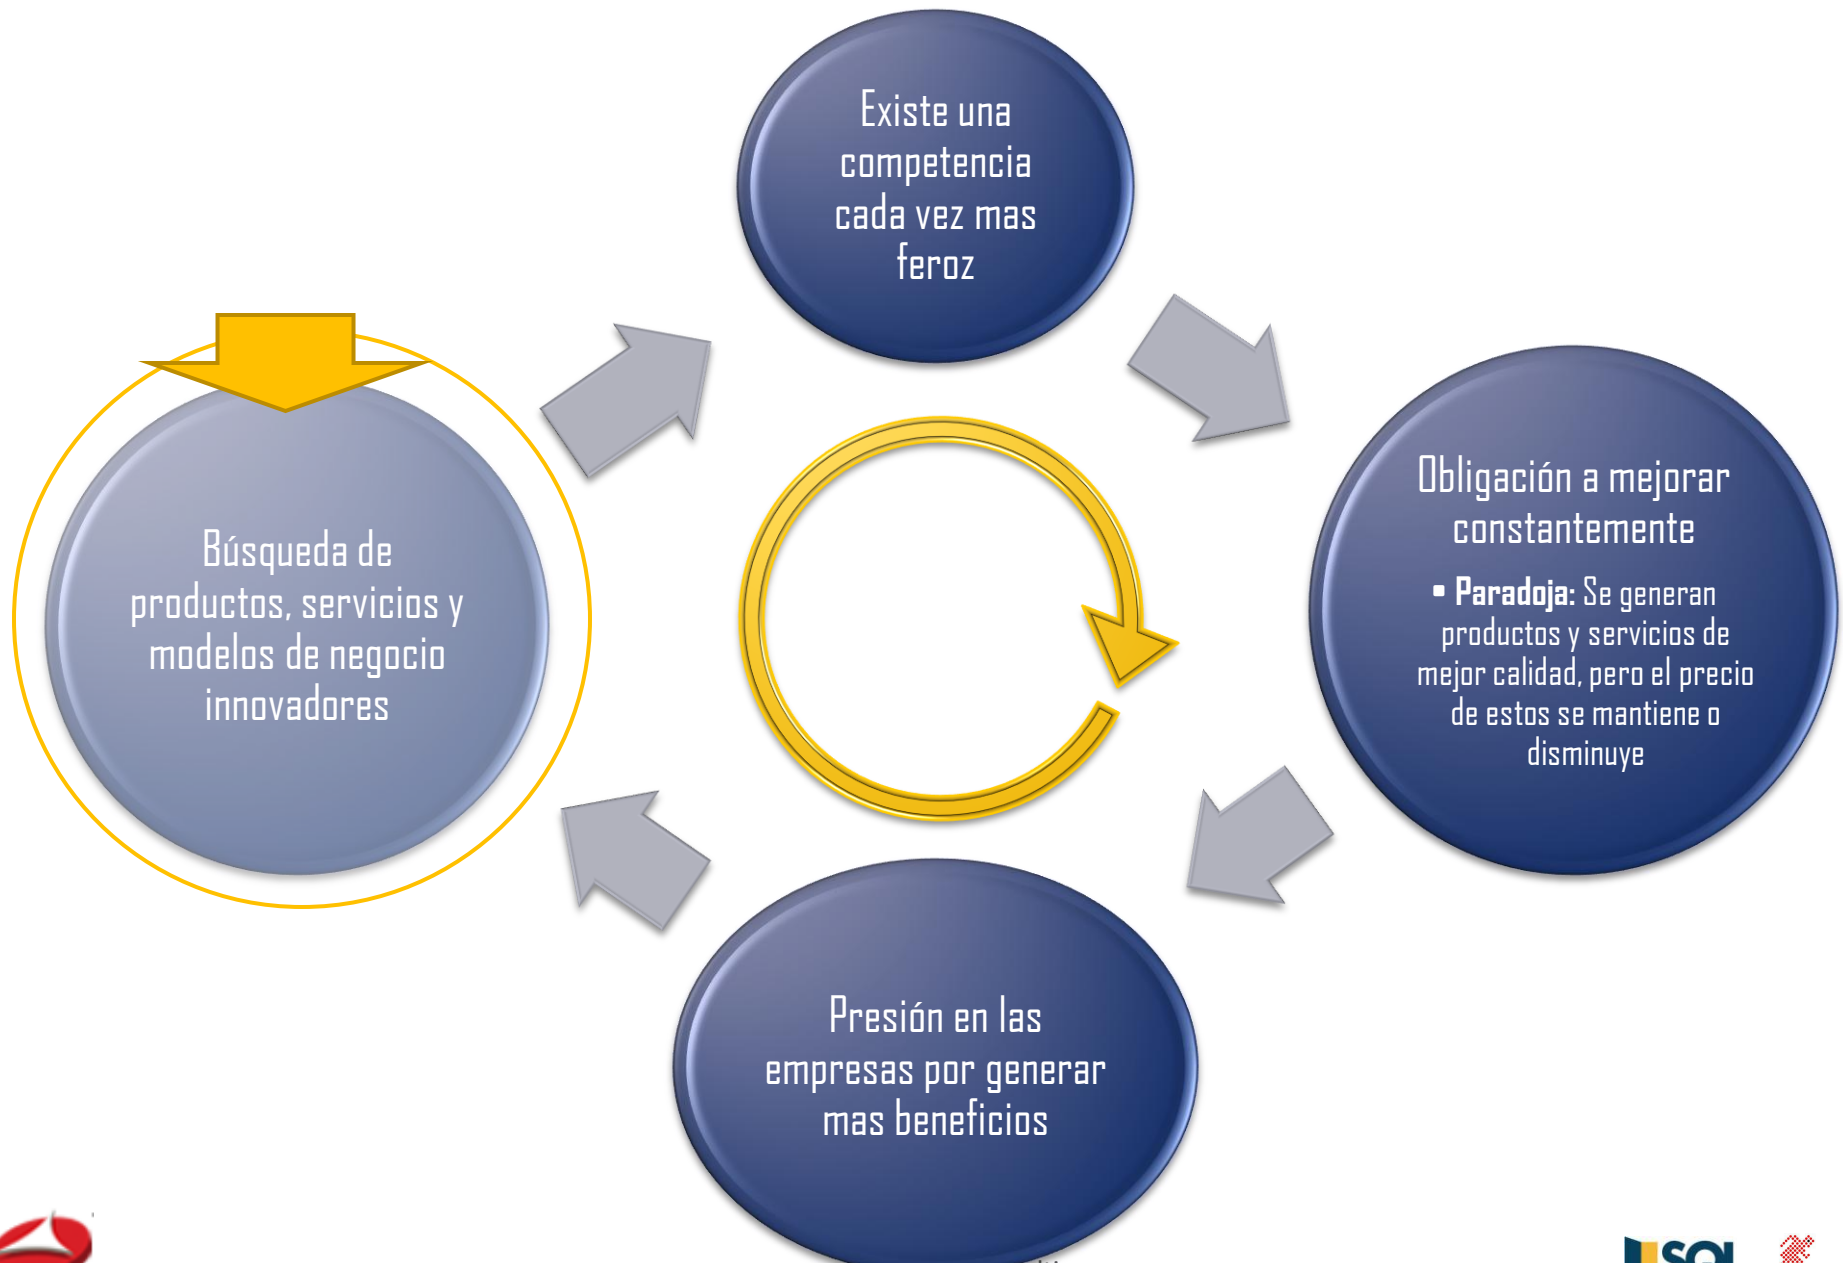 Existe una
competencia
cada vez mas
feroz
Obligación a mejorar
constantemente
▪ Paradoja: Se generan
productos y servicios de
mejor calidad, pero el precio
de estos se mantiene o
disminuye
Presión en las
empresas por generar
mas beneficios
Búsqueda de
productos, servicios y
modelos de negocio
innovadores